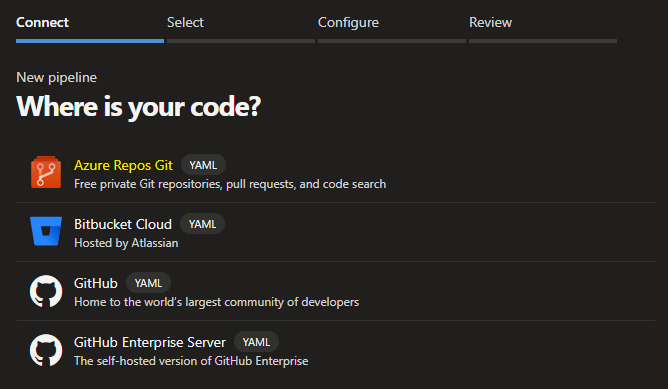 Connect Select Configure Review
New pipeline
Where is your code?
Azure Repos Git YAML
Free private Git repositories, pull requests, and code search
Bitbucket Cloud YAML
Hosted by Atlassian
GitHub YAML
Home to the world's largest community of developers
GitHub Enterprise Server YAML
The self-hosted version of GitHub Enterprise